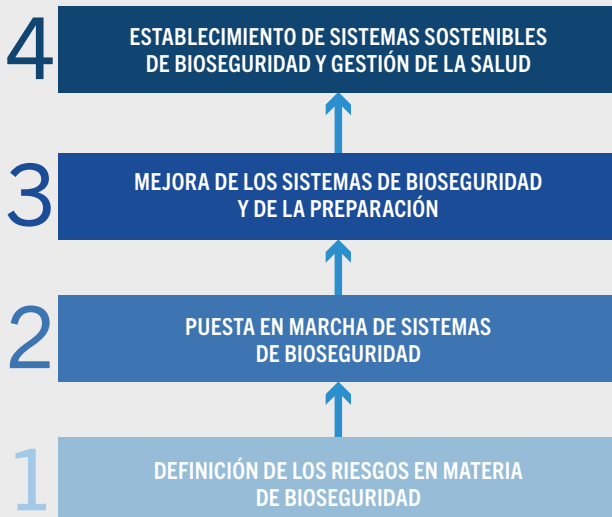 4
ESTABLECIMIENTO DE SISTEMAS SOSTENIBLES
DE BIOSEGURIDAD Y GESTIÓN DE LA SALUD
3
MEJORA DE LOS SISTEMAS DE BIOSEGURIDAD
Y DE LA PREPARACIÓN
2
PUESTA EN MARCHA DE SISTEMAS
DE BIOSEGURIDAD
1
DEFINICIÓN DE LOS RIESGOS EN MATERIA
DE BIOSEGURIDAD